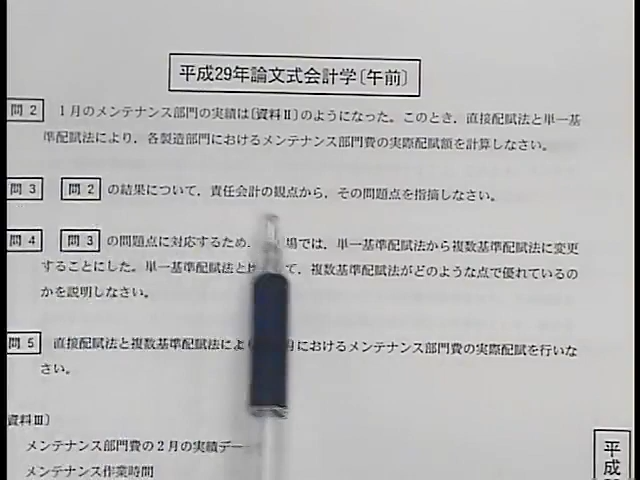 平成29年論文式会計学〔午前〕
問2 1月のメンテナンス部門の実績は〔資料Ⅱ〕のようになった。このとき，直接配賦法と単一基
準配賦法により，各製造部門におけるメンテナンス部門費の実際配賦額を計算しなさい。
問3 問2 の結果について，責任会計の観点から，その問題点を指摘しなさい。
問4 問3 の問題点に対応するため，場では，単一基準配賦法から複数基準配賦法に変更
することにした。単一基準配賦法と て，複数基準配賦法がどのような点で優れているの
かを説明しなさい。
問5 直接配賦法と複数基準配賦法によ 月におけるメンテナンス部門費の実際配賦を行いな
さい。
資料Ⅲ〕
メンテナンス部門費の2月の実績デー
メンテナンス作業時間
平成